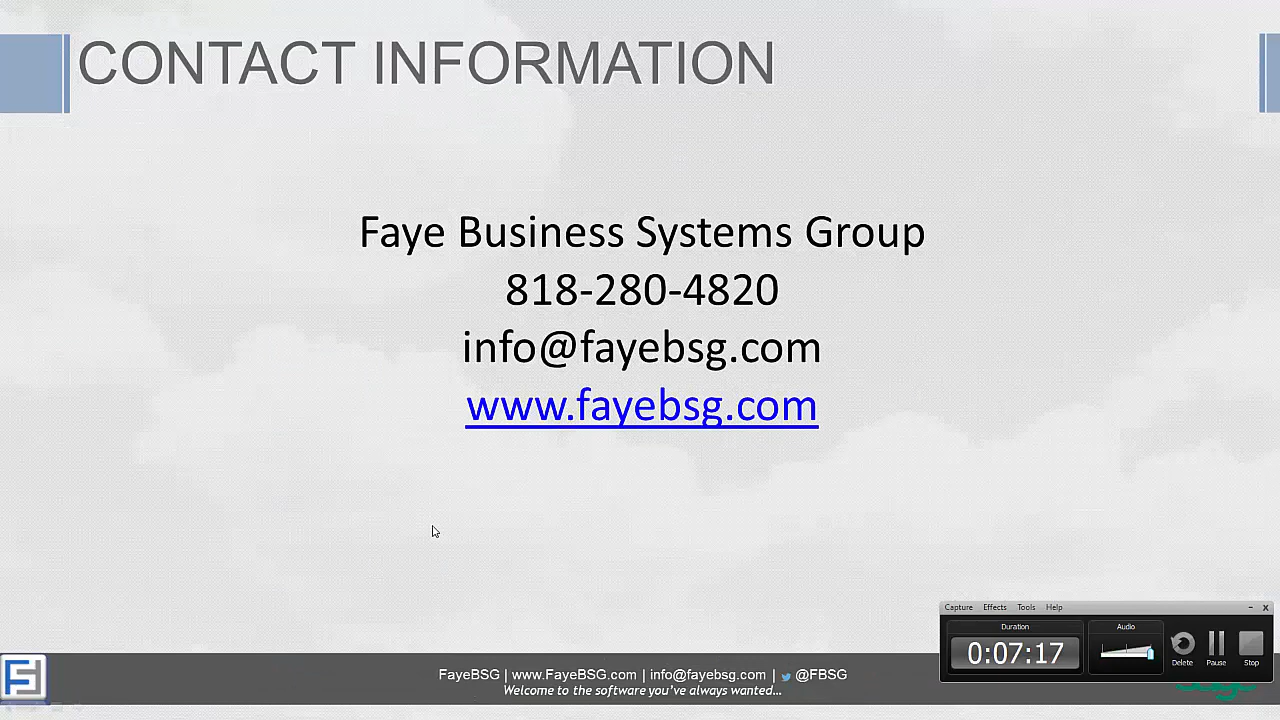 CONTACT INFORMATION
Faye Business Systems Group
818-280-4820
info@fayebsg.com
www.fayebsg.com
Capture Effects Tools Help
Duration
Audio
0:07:17
Delete Pause Stop
FayeBSG | www.FayeBSG.com | info@fayebsg.com | @FBSG
Welcome to the software you've always wanted...